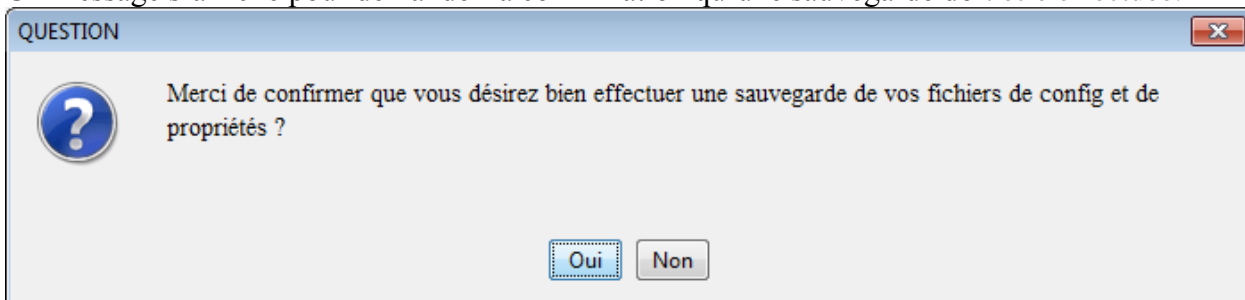 QUESTION
Merci de confirmer que vous désirez bien effectuer une sauvegarde de vos fichiers de config et de
propriétés ?
Oui Non